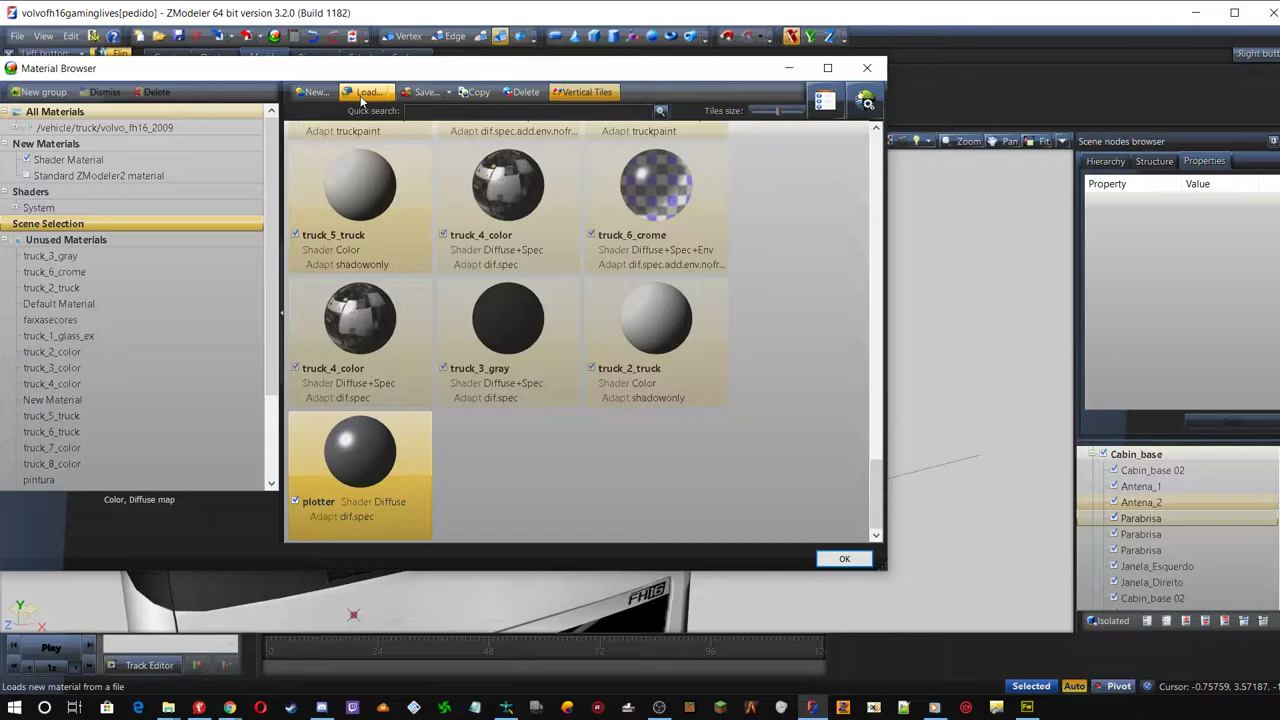 volvofh16gaminglives[pedido] - ZModeler 64 bit version 3.2.0 (Build 1182)
File View Edit Vertex Edge
Material Browser
New group Dismiss Delete
New... Load... Save... Copy Delete Vertical Tiles
Quick search: Tiles size:
All Materials
/vehicle/truck/volvo_fh16_2009
New Materials
Shader Material
Standard ZModeler2 material
Shaders
System
Scene Selection
Unused Materials
truck_3_gray
truck_6_crome
truck_2_truck
Default Material
faixasecores
truck_1_glass_ex
truck_2_color
truck_3_color
truck_4_color
New Material
truck_5_truck
truck_6_truck
truck_7_color
truck_8_color
pintura
Color, Diffuse map
Adapt truckpaint
Adapt dif.spec.add.env.nofr...
Adapt truckpaint
truck_5_truck
Shader Color
Adapt shadowonly
truck_4_color
Shader Diffuse+Spec
Adapt dif.spec
truck_6_crome
Shader Diffuse+Spec+Env
Adapt dif.spec.add.env.nofr...
truck_4_color
Shader Diffuse+Spec
Adapt dif.spec
truck_3_gray
Shader Diffuse+Spec
Adapt dif.spec
truck_2_truck
Shader Color
Adapt shadowonly
plotter Shader Diffuse
Adapt dif.spec
OK
Zoom Pan Fit
Scene nodes browser
Hierarchy Structure Properties
Property Value
Cabin_base
Cabin_base 02
Antena_1
Antena_2
Parabrisa
Parabrisa
Parabrisa
Janela_Esquerdo
Janela_Direito
Cabin_base 02
Isolated
FH16
Y
Z X
Play
1x
Track Editor
0 24 48 72 96 12
Loads new material from a file
Selected Auto Pivot Cursor: -0.75759, 3.57187, -1